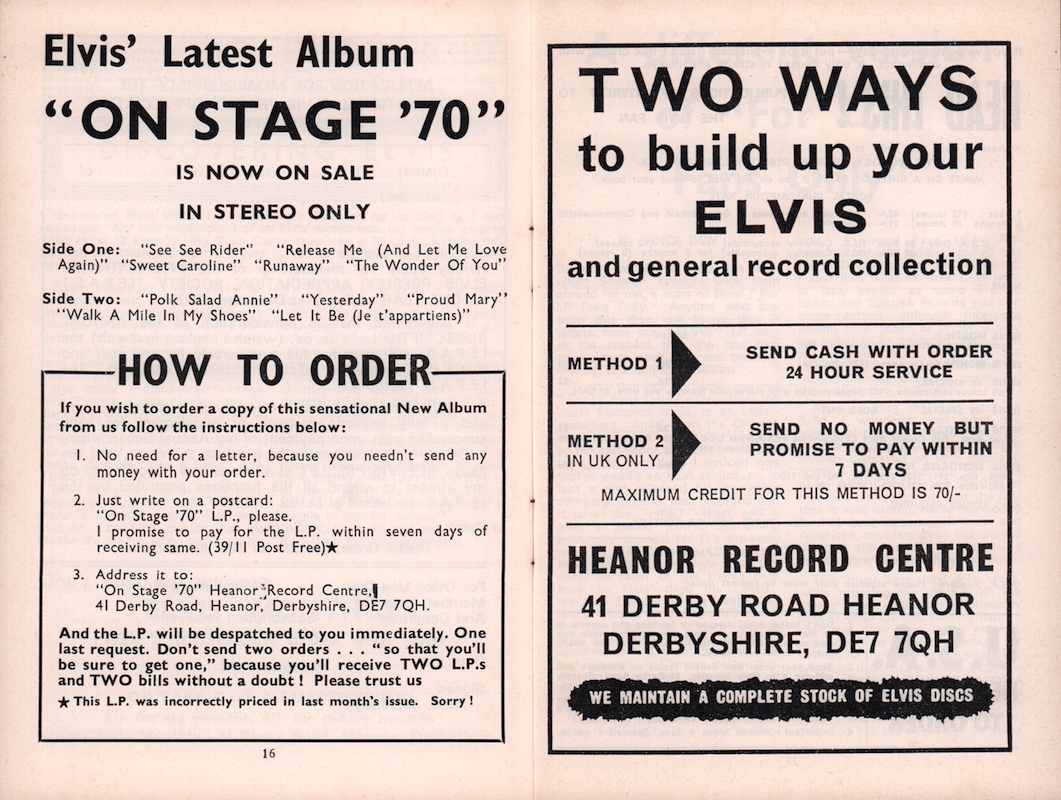 Elvis' Latest Album
"ON STAGE '70"
IS NOW ON SALE
IN STEREO ONLY
Side One: "See See Rider" "Release Me (And Let Me Love
Again)" "Sweet Caroline" "Runaway" "The Wonder Of You"
Side Two: "Polk Salad Annie" "Yesterday" "Proud Mary"
"Walk A Mile In My Shoes" "Let It Be (Je t'appartiens)"
HOW TO ORDER
If you wish to order a copy of this sensational New Album
from us follow the instructions below:
1. No need for a letter, because you needn't send any
money with your order.
2. Just write on a postcard:
"On Stage '70" L.P., please.
I promise to pay for the L.P. within seven days of
receiving same. (39/11 Post Free)★
3. Address it to:
"On Stage '70" Heanor Record Centre,
41 Derby Road, Heanor, Derbyshire, DE7 7QH.
And the L.P. will be despatched to you immediately. One
last request. Don't send two orders . . . "so that you'll
be sure to get one," because you'll receive TWO L.P.s
and TWO bills without a doubt! Please trust us
★ This L.P. was incorrectly priced in last month's issue. Sorry!
16
TWO WAYS
to build up your
ELVIS
and general record collection
METHOD 1
SEND CASH WITH ORDER
24 HOUR SERVICE
METHOD 2
IN UK ONLY
SEND NO MONEY BUT
PROMISE TO PAY WITHIN
7 DAYS
MAXIMUM CREDIT FOR THIS METHOD IS 70/-
HEANOR RECORD CENTRE
41 DERBY ROAD HEANOR
DERBYSHIRE, DE7 7QH
WE MAINTAIN A COMPLETE STOCK OF ELVIS DISCS